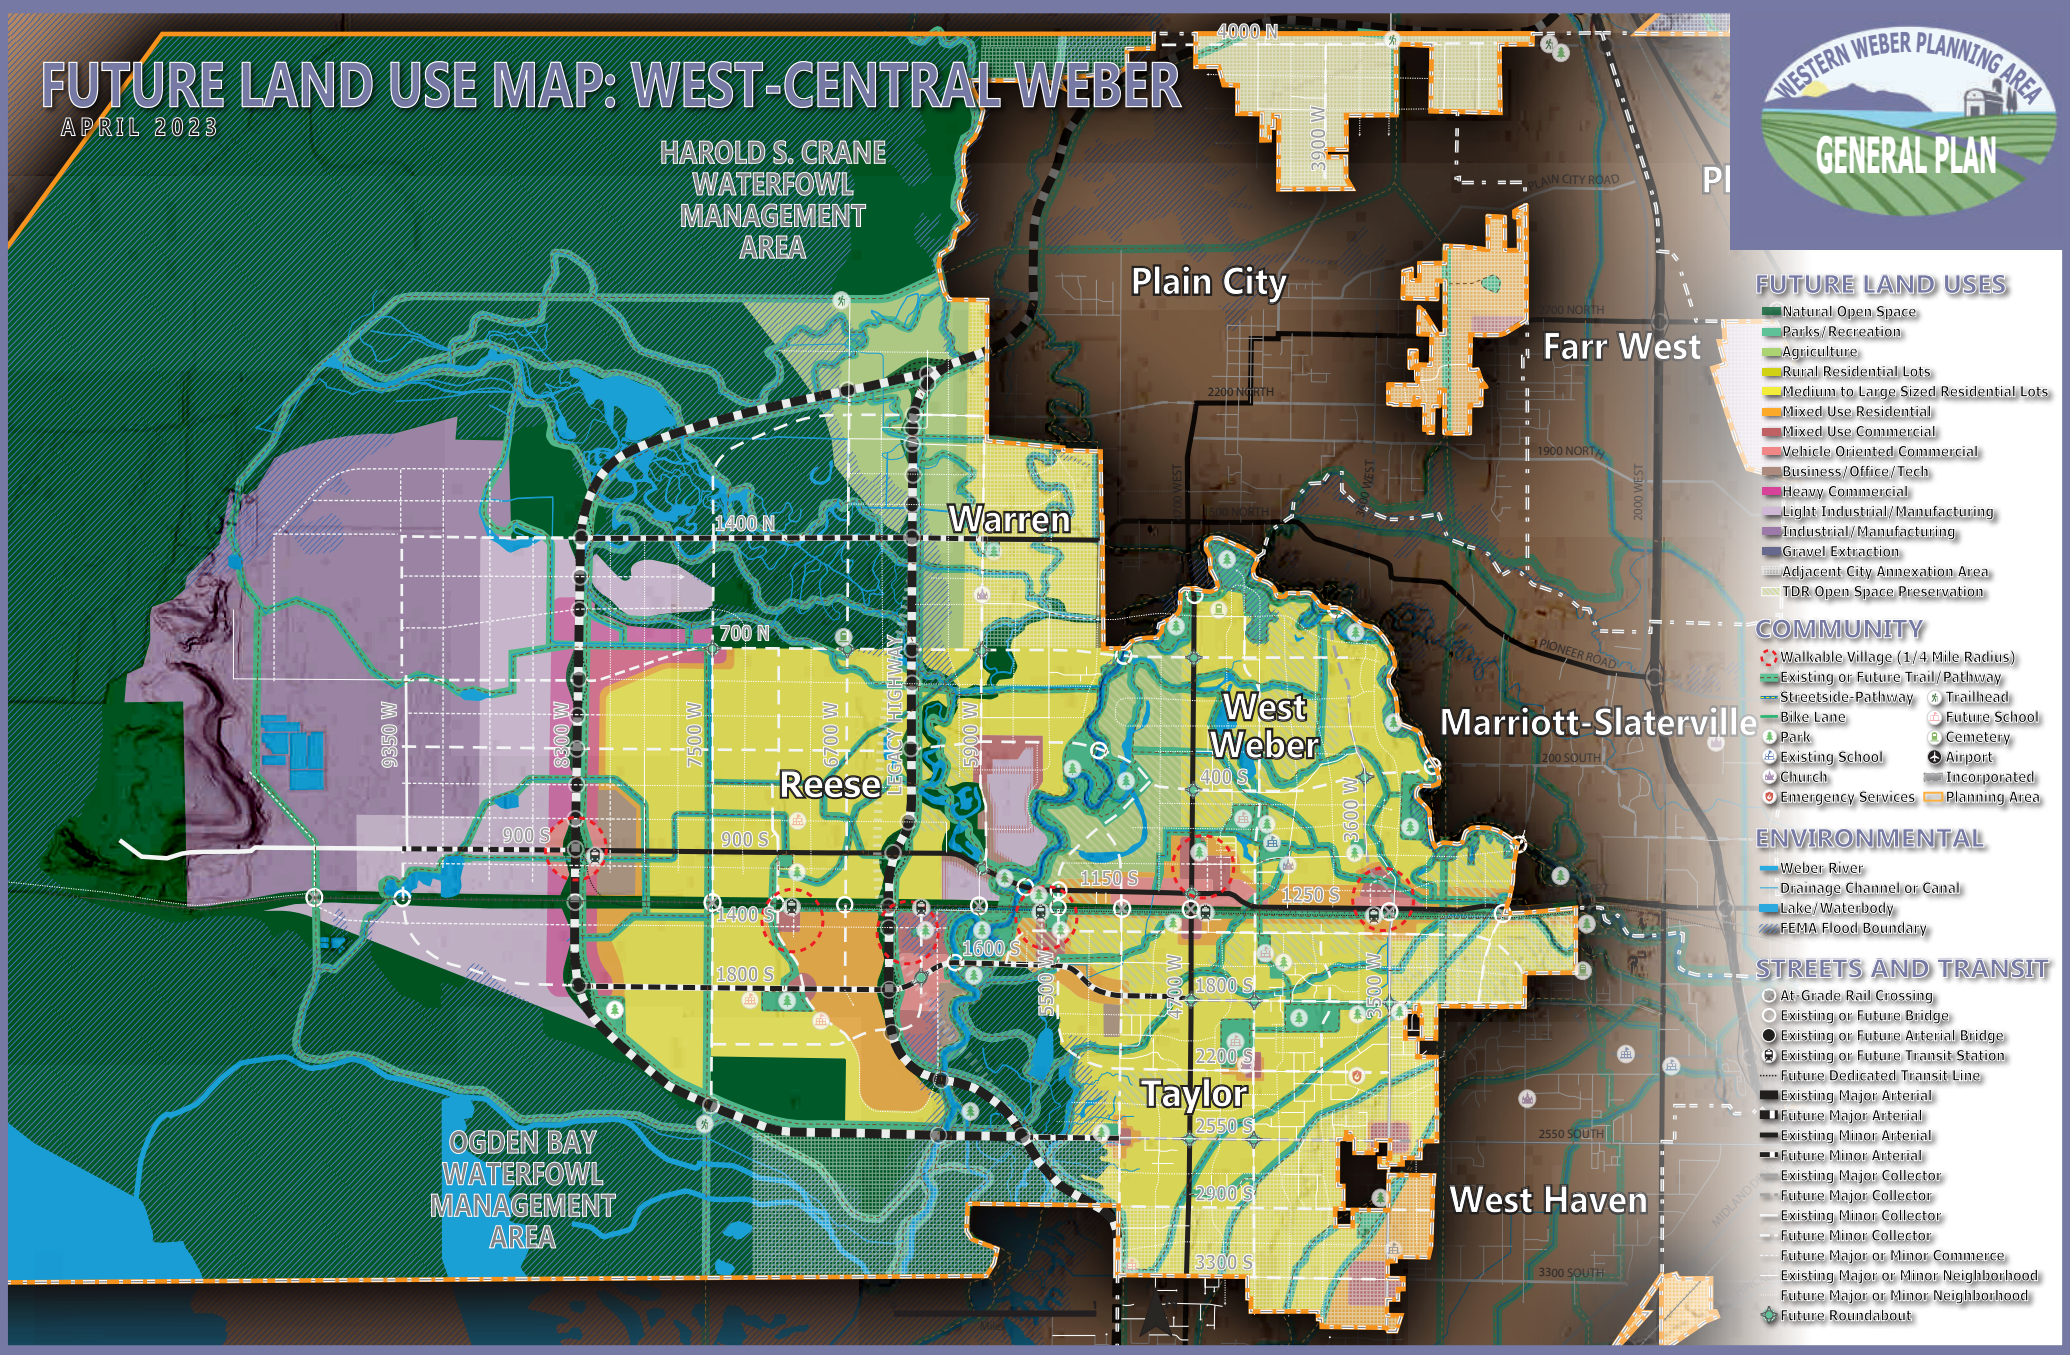 FUTURE LAND USE MAP: WEST-CENTRAL WEBER
APRIL 2023
WESTERN WEBER PLANNING AREA
GENERAL PLAN
HAROLD S. CRANE
WATERFOWL
MANAGEMENT
AREA
4000 N
3900 W
PLAIN CITY ROAD
Pl
Plain City
2700 NORTH
Farr West
2200 NORTH
1900 NORTH
2000 WEST
1500 NORTH
Warren
1400 N
700 N
PIONEER ROAD
West
Weber
Marriott-Slaterville
200 SOUTH
9350 W
8300 W
7500 W
6700 W
LEGACY HIGHWAY
5900 W
Reese
400 S
3600 W
900 S
900 S
1150 S
1250 S
1400 S
1600 S
1800 S
5500 W
4700 W
1800 S
3500 W
2200 S
Taylor
2550 S
2550 SOUTH
OGDEN BAY
WATERFOWL
MANAGEMENT
AREA
2900 S
West Haven
3300 S
3300 SOUTH
FUTURE LAND USES
Natural Open Space
Parks/Recreation
Agriculture
Rural Residential Lots
Medium to Large Sized Residential Lots
Mixed Use Residential
Mixed Use Commercial
Vehicle Oriented Commercial
Business/Office/Tech
Heavy Commercial
Light Industrial/Manufacturing
Industrial/Manufacturing
Gravel Extraction
Adjacent City Annexation Area
TDR Open Space Preservation
COMMUNITY
Walkable Village (1/4 Mile Radius)
Existing or Future Trail/Pathway
Streetside-Pathway
Trailhead
Bike Lane
Future School
Park
Cemetery
Existing School
Airport
Church
Incorporated
Emergency Services
Planning Area
ENVIRONMENTAL
Weber River
Drainage Channel or Canal
Lake/Waterbody
FEMA Flood Boundary
STREETS AND TRANSIT
At-Grade Rail Crossing
Existing or Future Bridge
Existing or Future Arterial Bridge
Existing or Future Transit Station
Future Dedicated Transit Line
Existing Major Arterial
Future Major Arterial
Existing Minor Arterial
Future Minor Arterial
Existing Major Collector
Future Major Collector
Existing Minor Collector
Future Minor Collector
Future Major or Minor Commerce
Existing Major or Minor Neighborhood
Future Major or Minor Neighborhood
Future Roundabout